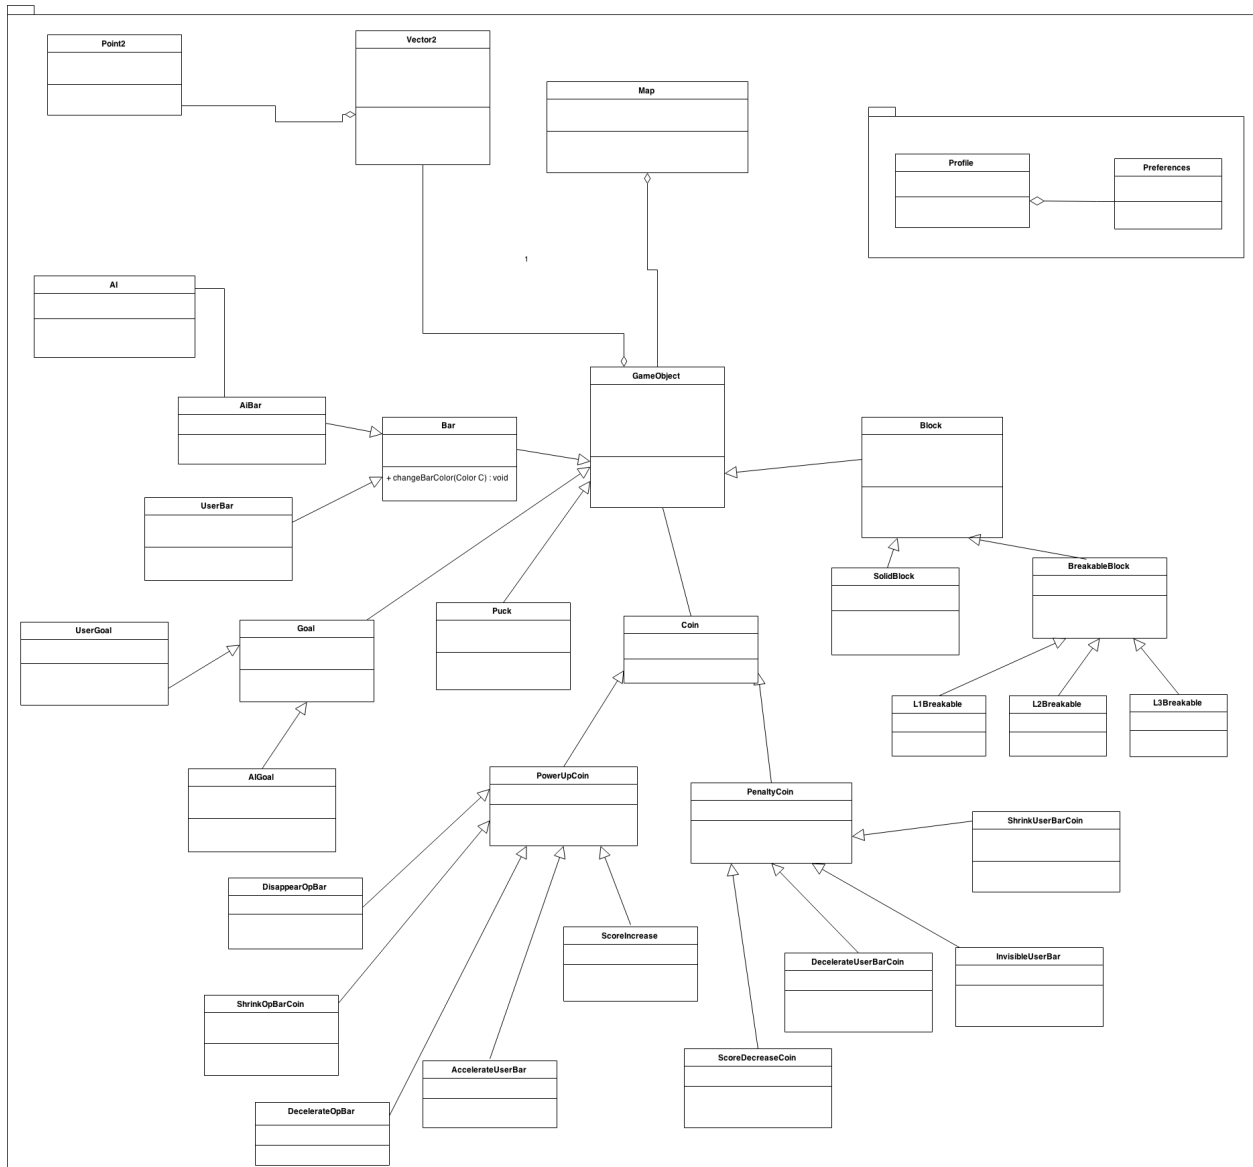 Point2
Vector2
Map
Profile
Preferences
1
AI
GameObject
AiBar
Bar
Block
+ changeBarColor(Color C) : void
UserBar
BreakableBlock
SolidBlock
Puck
Coin
UserGoal
Goal
L1Breakable
L2Breakable
L3Breakable
AIGoal
PowerUpCoin
PenaltyCoin
ShrinkUserBarCoin
DisappearOpBar
ScoreIncrease
DecelerateUserBarCoin
InvisibleUserBar
ShrinkOpBarCoin
ScoreDecreaseCoin
AccelerateUserBar
DecelerateOpBar